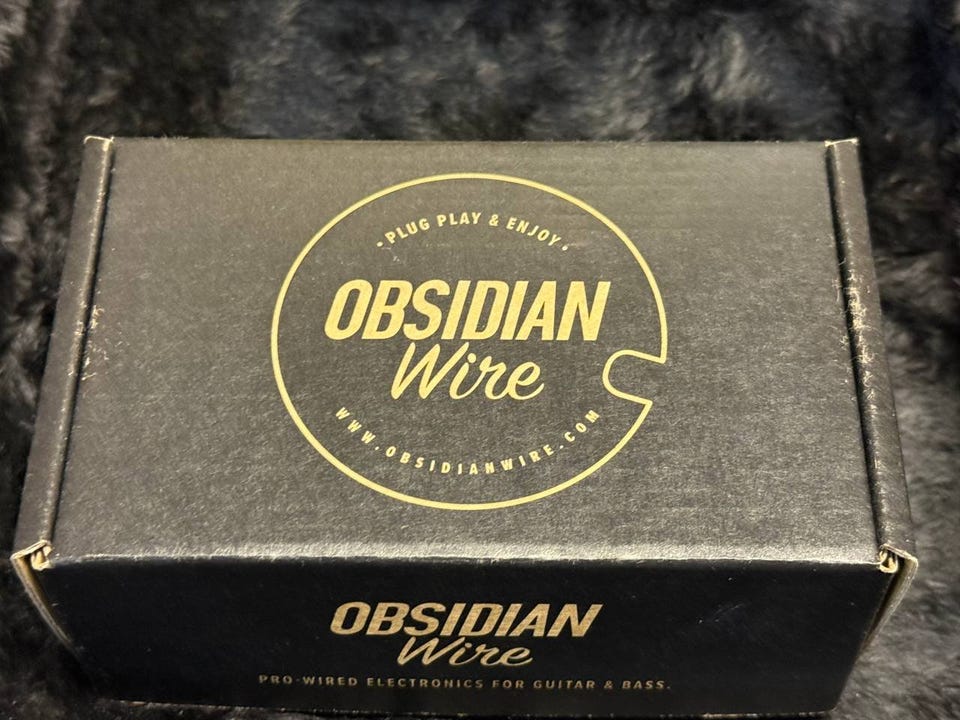 • PLUG PLAY & ENJOY •
OBSIDIAN
Wire
WWW.OBSIDIANWIRE.COM
OBSIDIAN
Wire
PRO-WIRED ELECTRONICS FOR GUITAR & BASS.